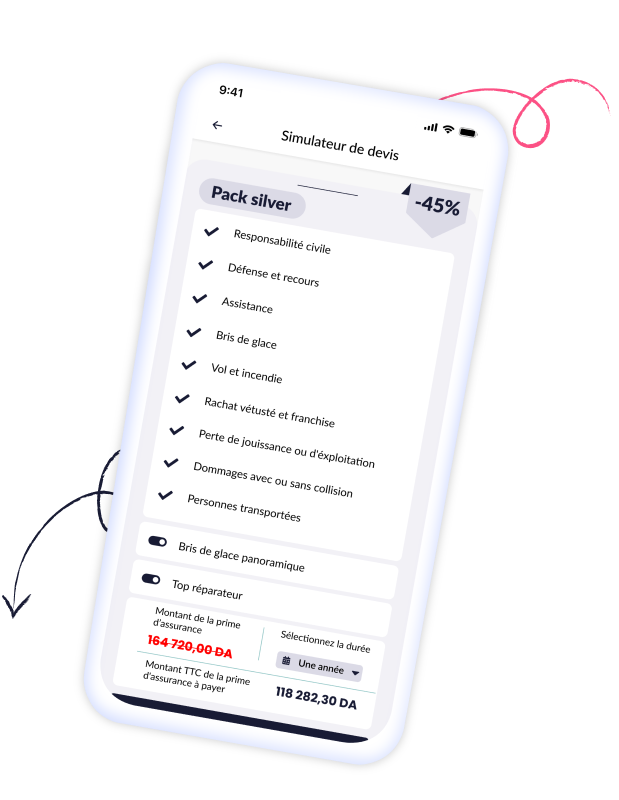 9:41
Simulateur de devis
Pack silver
-45%
Responsabilité civile
Défense et recours
Assistance
Bris de glace
Vol et incendie
Rachat vétusté et franchise
Perte de jouissance ou d'éxploitation
Dommages avec ou sans collision
Personnes transportées
Bris de glace panoramique
Top réparateur
Montant de la prime
d'assurance
164 720,00 DA
Sélectionnez la durée
Une année
Montant TTC de la prime
d'assurance à payer
118 282,30 DA